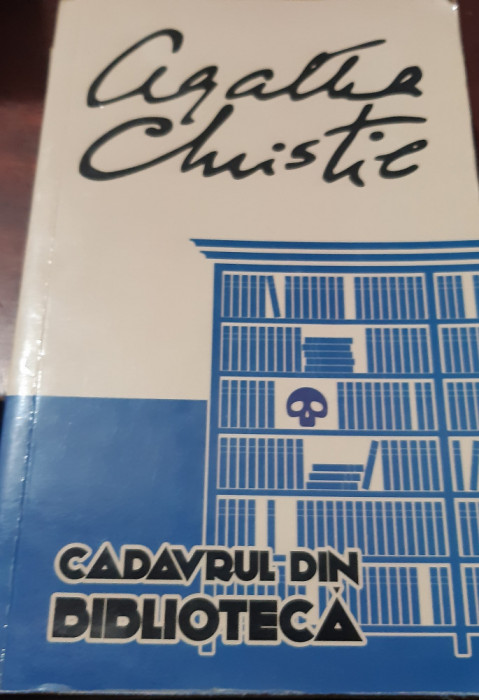 Agatha
Christie
CADAVRUL DIN
BIBLIOTECĂ